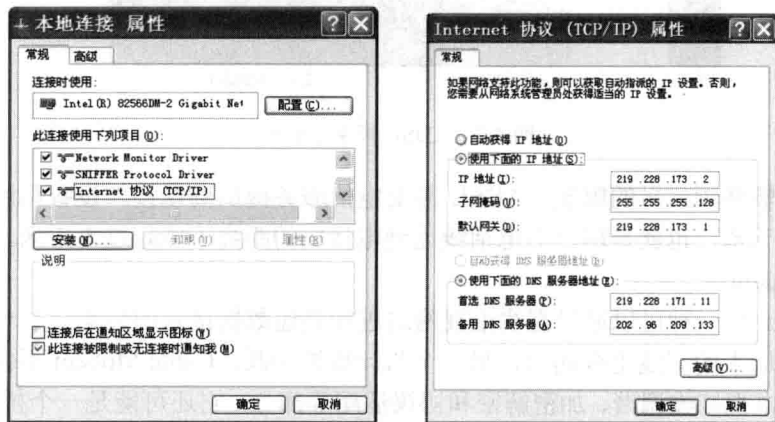 本地连接 属性
常规 高级
连接时使用:
Intel(R) 82566DM-2 Gigabit Net
配置(C)...
此连接使用下列项目(O):
Network Monitor Driver
SNIFFER Protocol Driver
Internet 协议 (TCP/IP)
安装(N)...
卸载(U)
属性(R)
说明
连接后在通知区域显示图标(W)
此连接被限制或无连接时通知我(M)
确定 取消
Internet 协议 (TCP/IP) 属性
常规
如果网络支持此功能,则可以获取自动指派的 IP 设置。否则,
您需要从网络系统管理员处获得适当的 IP 设置。
自动获得 IP 地址(O)
使用下面的 IP 地址(S):
IP 地址(I): 219 .228 .173 . 2
子网掩码(U): 255 .255 .255 .128
默认网关(D): 219 .228 .173 . 1
自动获得 DNS 服务器地址(B)
使用下面的 DNS 服务器地址(E):
首选 DNS 服务器(P): 219 .228 .171 . 11
备用 DNS 服务器(A): 202 . 96 .209 .133
高级(V)...
确定 取消